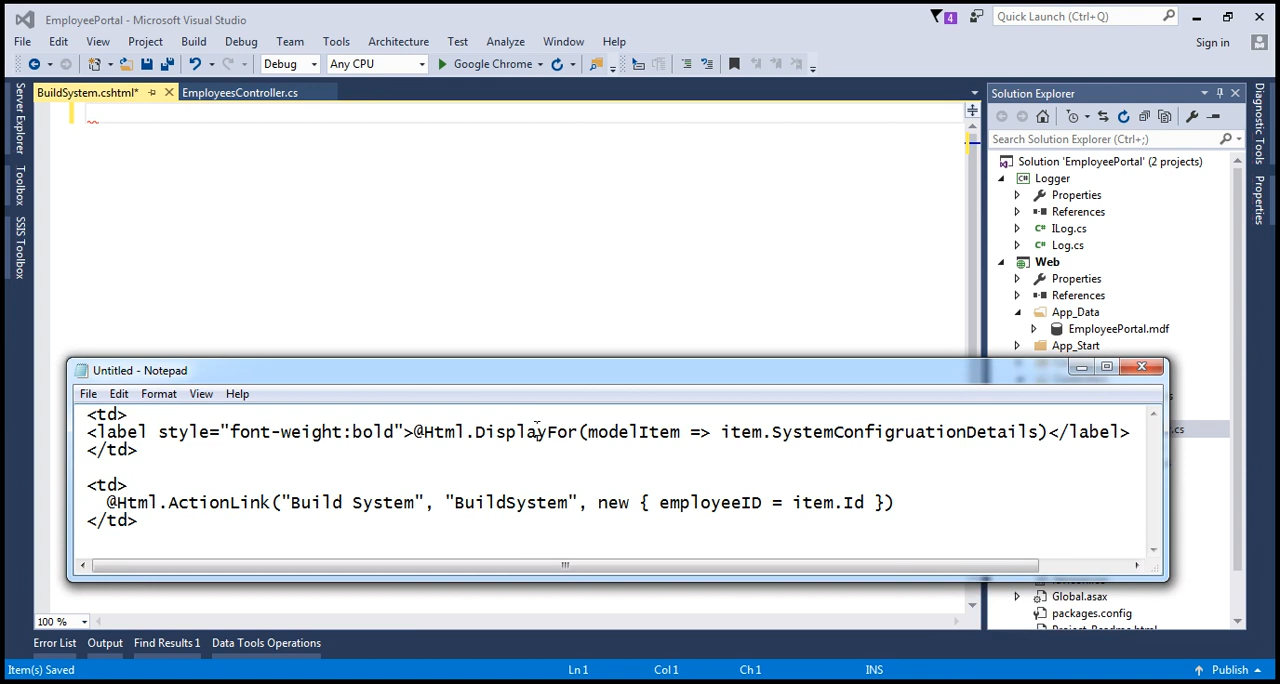 EmployeePortal - Microsoft Visual Studio
4
Quick Launch (Ctrl+Q)
File Edit View Project Build Debug Team Tools Architecture Test Analyze Window Help
Sign in
Debug Any CPU Google Chrome
BuildSystem.cshtml* EmployeesController.cs
Server Explorer
Toolbox
SSIS Toolbox
Solution Explorer
Search Solution Explorer (Ctrl+;)
Solution 'EmployeePortal' (2 projects)
C# Logger
Properties
References
C# ILog.cs
C# Log.cs
Web
Properties
References
App_Data
EmployeePortal.mdf
App_Start
.cs
Global.asax
packages.config
Project_Readme.html
Diagnostic Tools
Properties
Untitled - Notepad
File Edit Format View Help
<td>
<label style="font-weight:bold">@Html.DisplayFor(modelItem => item.SystemConfigruationDetails)</label>
</td>
<td>
@Html.ActionLink("Build System", "BuildSystem", new { employeeID = item.Id })
</td>
100 %
Error List Output Find Results 1 Data Tools Operations
Item(s) Saved Ln 1 Col 1 Ch 1 INS Publish